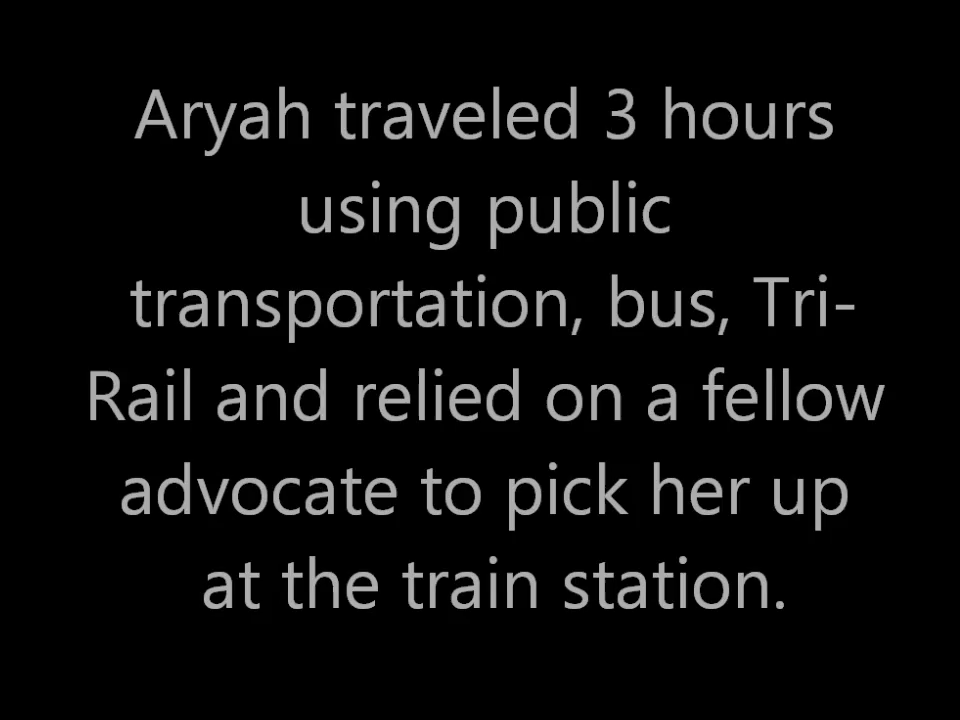 Aryah traveled 3 hours
using public
transportation, bus, Tri-
Rail and relied on a fellow
advocate to pick her up
at the train station.